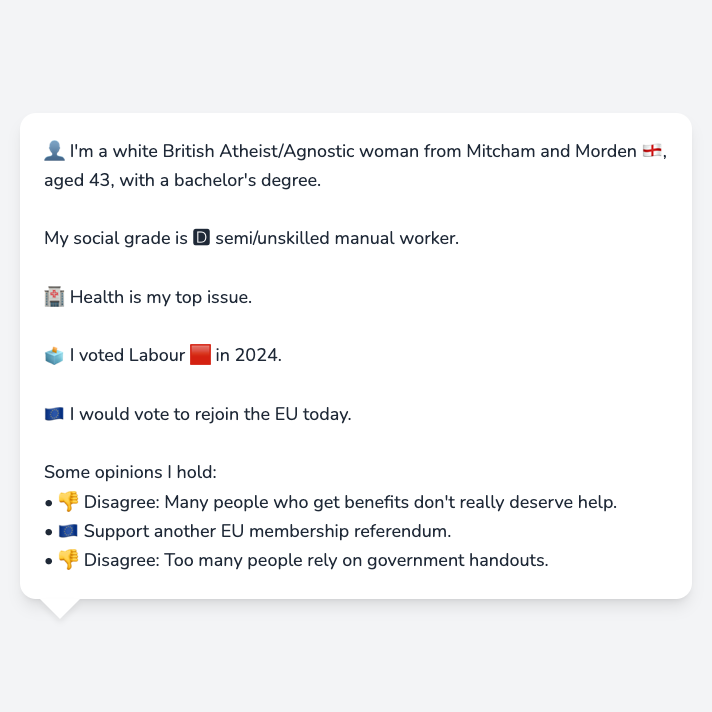 👤 I'm a white British Atheist/Agnostic woman from Mitcham and Morden 🏴󠁧󠁢󠁥󠁮󠁧󠁿,
aged 43, with a bachelor's degree.
My social grade is 🅳 semi/unskilled manual worker.
🏥 Health is my top issue.
🗳️ I voted Labour 🟥 in 2024.
🇪🇺 I would vote to rejoin the EU today.
Some opinions I hold:
• 👎 Disagree: Many people who get benefits don't really deserve help.
• 🇪🇺 Support another EU membership referendum.
• 👎 Disagree: Too many people rely on government handouts.